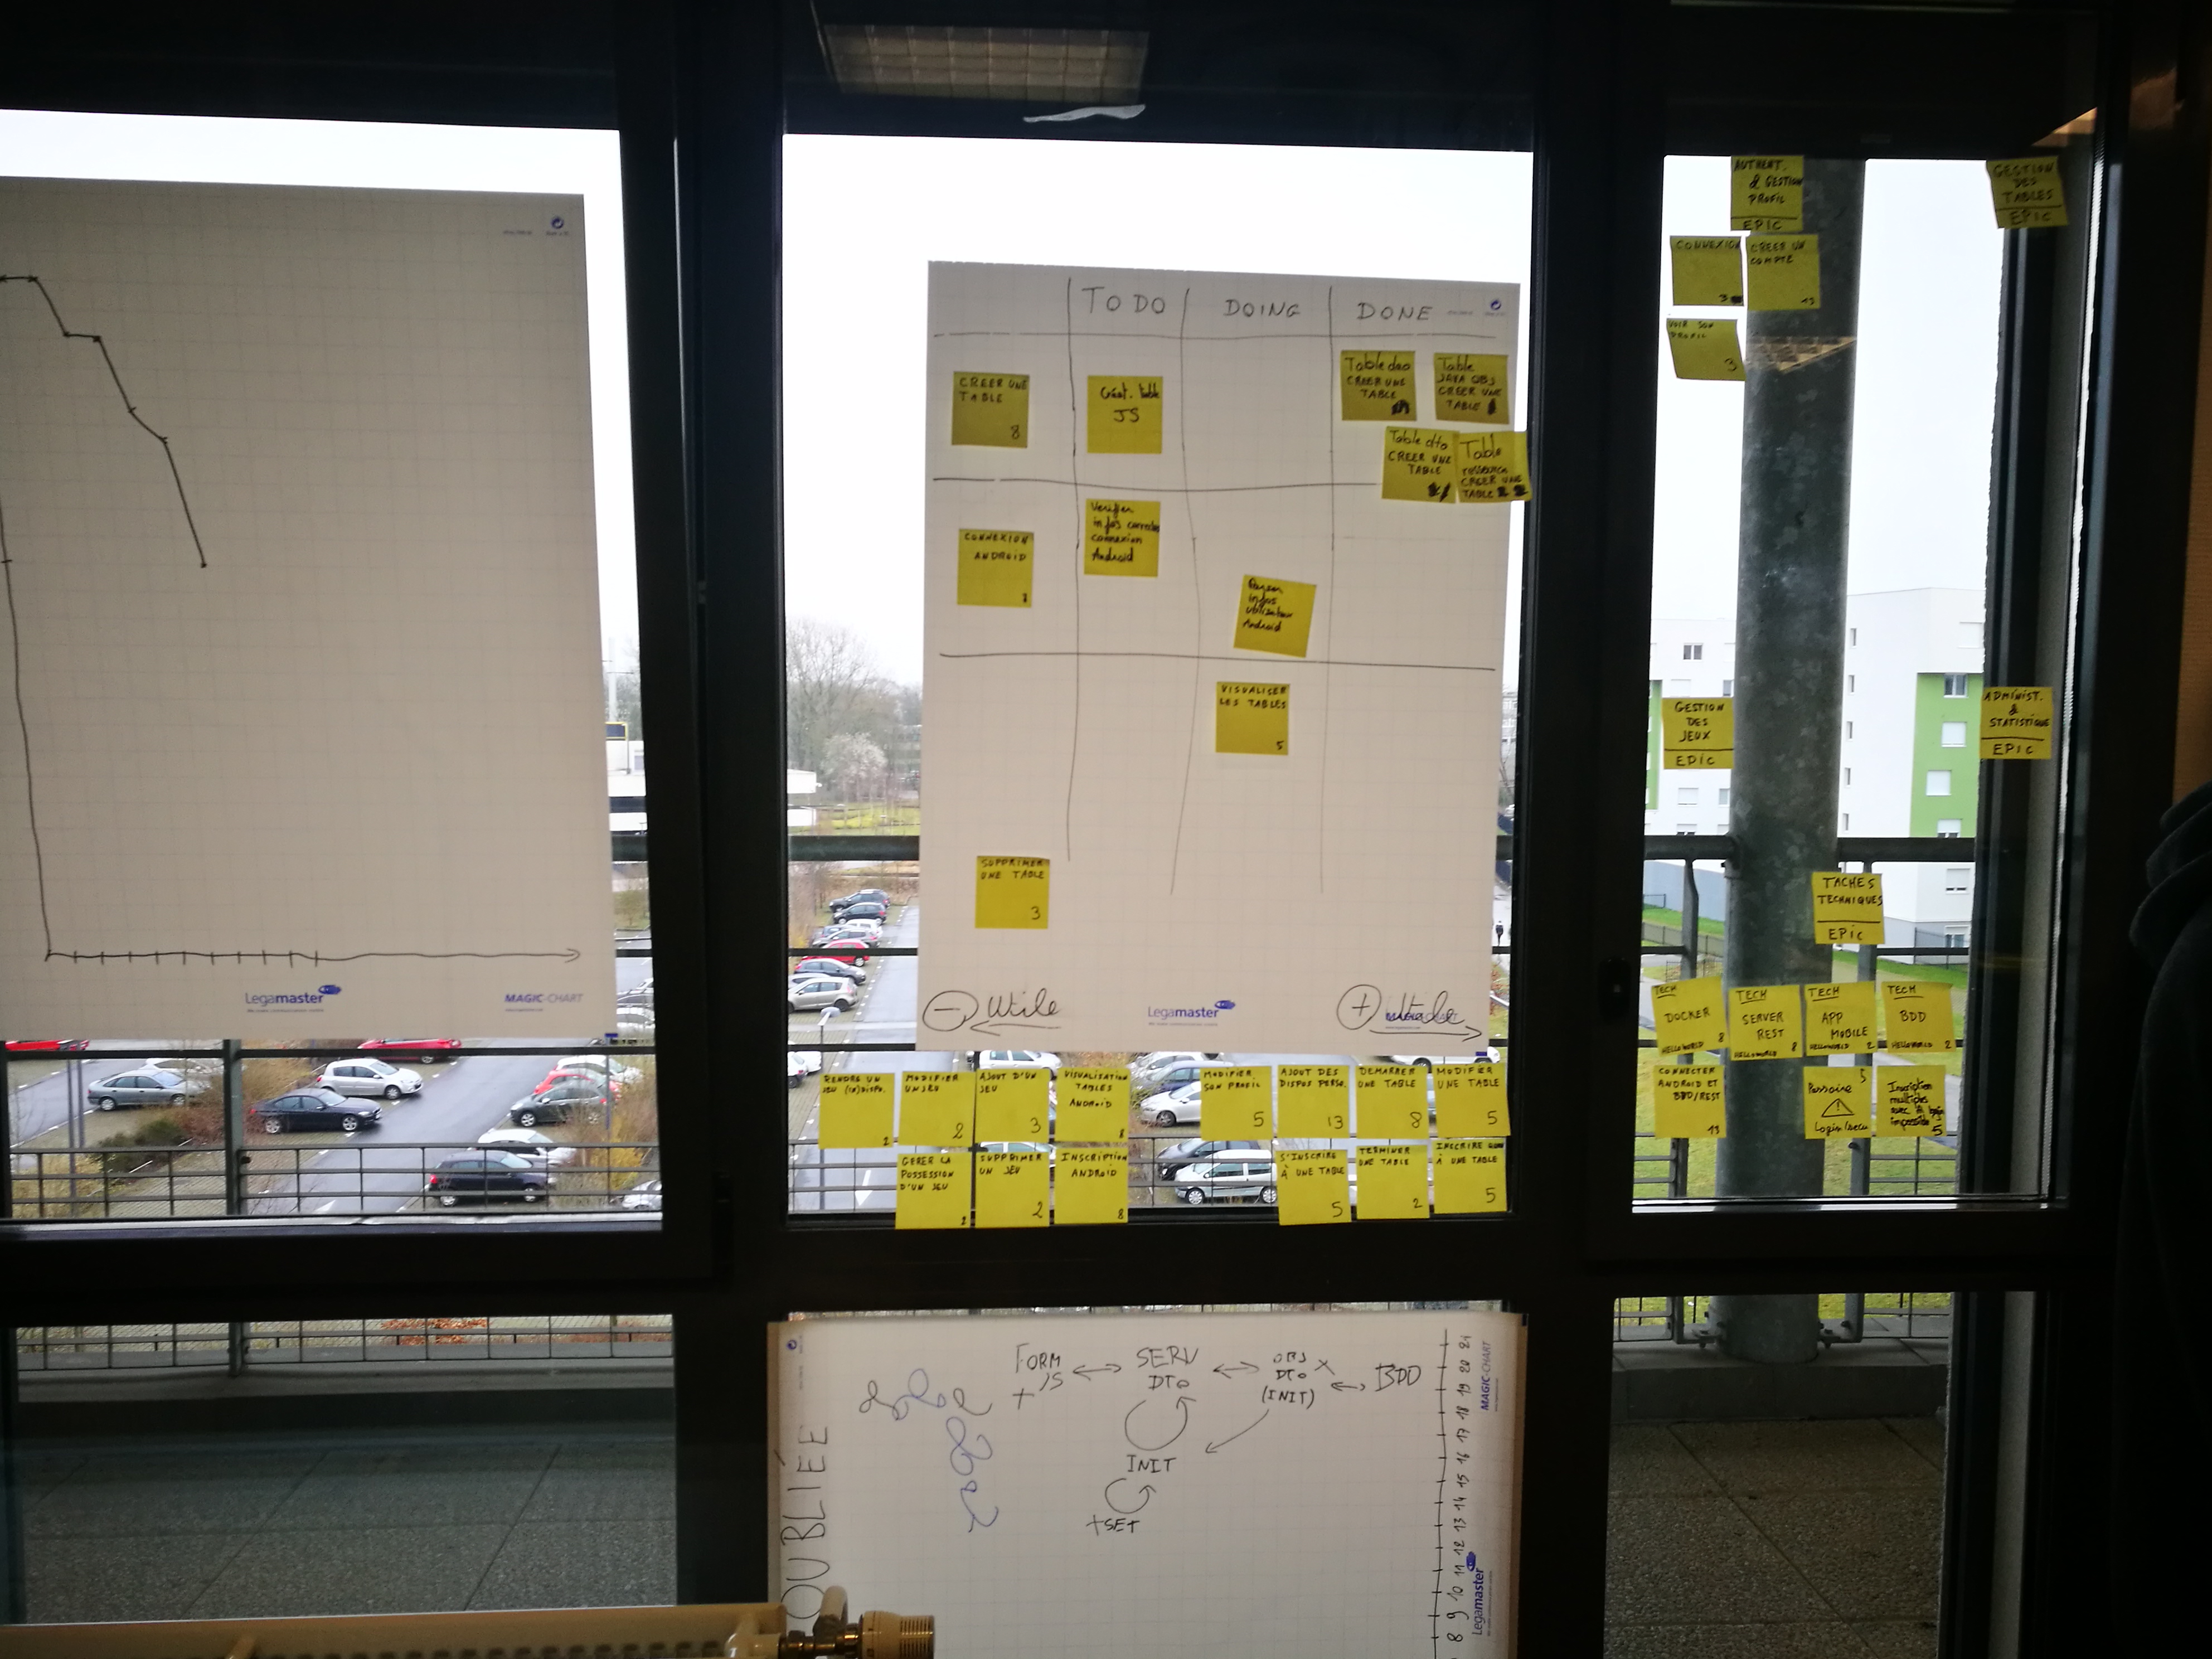 TO DO
DOING
DONE
CREER UNE
TABLE
8
Créat. table
JS
Table dao
CREER UNE
TABLE
Table
JAVA OBJ
CREER UNE
TABLE
Table dto
CREER UNE
TABLE
Table
ressource
CREER UNE
TABLE
CONNEXION
ANDROID
Verifier
infos correctes
connexion
Android
infos
utilisateur
Android
VISUALISER
LES TABLES
5
SUPPRIMER
UNE TABLE
3
- Utile
Legamaster
+ Utile
Legamaster
MAGIC-CHART
RENDRE UN
JEU (IN)DISPO.
2
MODIFIER
UN JEU
2
AJOUT D'UN
JEU
3
VISUALISATION
TABLES
ANDROID
8
MODIFIER
SON PROFIL
5
AJOUT DES
DISPOS PERSO.
13
DEMARRER
UNE TABLE
8
MODIFIER
UNE TABLE
5
GERER LA
POSSESSION
D'UN JEU
2
SUPPRIMER
UN JEU
2
INSCRIPTION
ANDROID
8
S'INSCRIRE
À UNE TABLE
5
TERMINER
UNE TABLE
2
INSCRIRE
À UNE TABLE
5
AUTHENT.
& GESTION
PROFIL
EPIC
GESTION
DES
TABLES
EPIC
CONNEXION
3
CREER UN
COMPTE
13
VOIR SON
PROFIL
3
GESTION
DES
JEUX
EPIC
ADMINIST.
&
STATISTIQUE
EPIC
TACHES
TECHNIQUES
EPIC
TECH
DOCKER
8
HELLOWORLD
TECH
SERVER
REST
HELLOWORLD 8
TECH
APP
MOBILE
HELLOWORLD 2
TECH
BDD
HELLOWORLD 2
CONNECTER
ANDROID ET
BDD/REST
13
5
Passoire
Login/secu
Inscription
multiples
avec
impossible
5
FORM
JS
+
SERV
DTO
OBJ
DTO
(INIT)
BDD
INIT
+SET
OUBLIÉE
8 9 10 11 12 13 14 15 16 17 18 19 20 21
Legamaster
MAGIC-CHART